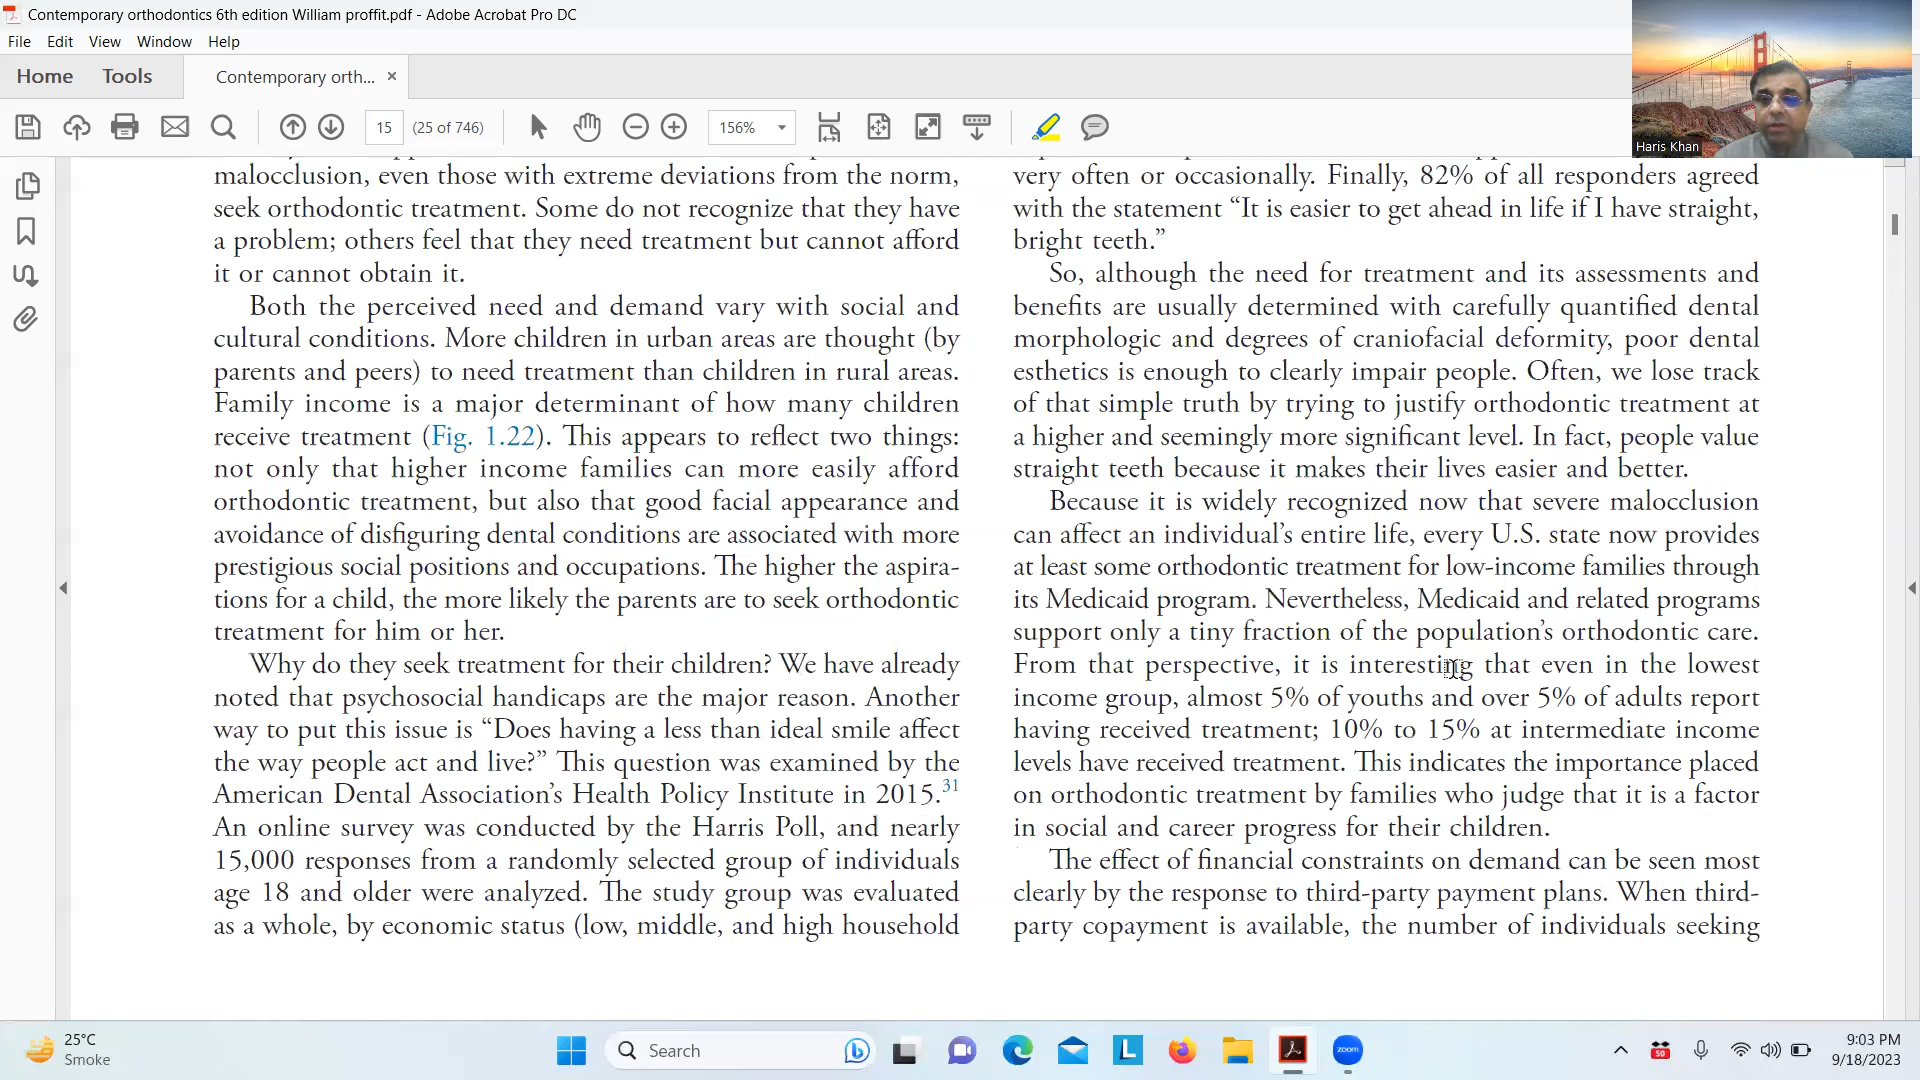 Contemporary orthodontics 6th edition William proffit.pdf - Adobe Acrobat Pro DC
File Edit View Window Help
Home Tools Contemporary orth... ×
15 (25 of 746) 156%
Haris Khan
malocclusion, even those with extreme deviations from the norm,
seek orthodontic treatment. Some do not recognize that they have
a problem; others feel that they need treatment but cannot afford
it or cannot obtain it.
Both the perceived need and demand vary with social and
cultural conditions. More children in urban areas are thought (by
parents and peers) to need treatment than children in rural areas.
Family income is a major determinant of how many children
receive treatment (Fig. 1.22). This appears to reflect two things:
not only that higher income families can more easily afford
orthodontic treatment, but also that good facial appearance and
avoidance of disfiguring dental conditions are associated with more
prestigious social positions and occupations. The higher the aspira-
tions for a child, the more likely the parents are to seek orthodontic
treatment for him or her.
Why do they seek treatment for their children? We have already
noted that psychosocial handicaps are the major reason. Another
way to put this issue is “Does having a less than ideal smile affect
the way people act and live?” This question was examined by the
American Dental Association’s Health Policy Institute in 2015.31
An online survey was conducted by the Harris Poll, and nearly
15,000 responses from a randomly selected group of individuals
age 18 and older were analyzed. The study group was evaluated
as a whole, by economic status (low, middle, and high household
very often or occasionally. Finally, 82% of all responders agreed
with the statement “It is easier to get ahead in life if I have straight,
bright teeth.”
So, although the need for treatment and its assessments and
benefits are usually determined with carefully quantified dental
morphologic and degrees of craniofacial deformity, poor dental
esthetics is enough to clearly impair people. Often, we lose track
of that simple truth by trying to justify orthodontic treatment at
a higher and seemingly more significant level. In fact, people value
straight teeth because it makes their lives easier and better.
Because it is widely recognized now that severe malocclusion
can affect an individual’s entire life, every U.S. state now provides
at least some orthodontic treatment for low-income families through
its Medicaid program. Nevertheless, Medicaid and related programs
support only a tiny fraction of the population’s orthodontic care.
From that perspective, it is interesting that even in the lowest
income group, almost 5% of youths and over 5% of adults report
having received treatment; 10% to 15% at intermediate income
levels have received treatment. This indicates the importance placed
on orthodontic treatment by families who judge that it is a factor
in social and career progress for their children.
The effect of financial constraints on demand can be seen most
clearly by the response to third-party payment plans. When third-
party copayment is available, the number of individuals seeking
25°C
Smoke
Search
L
zoom
50
9:03 PM
9/18/2023